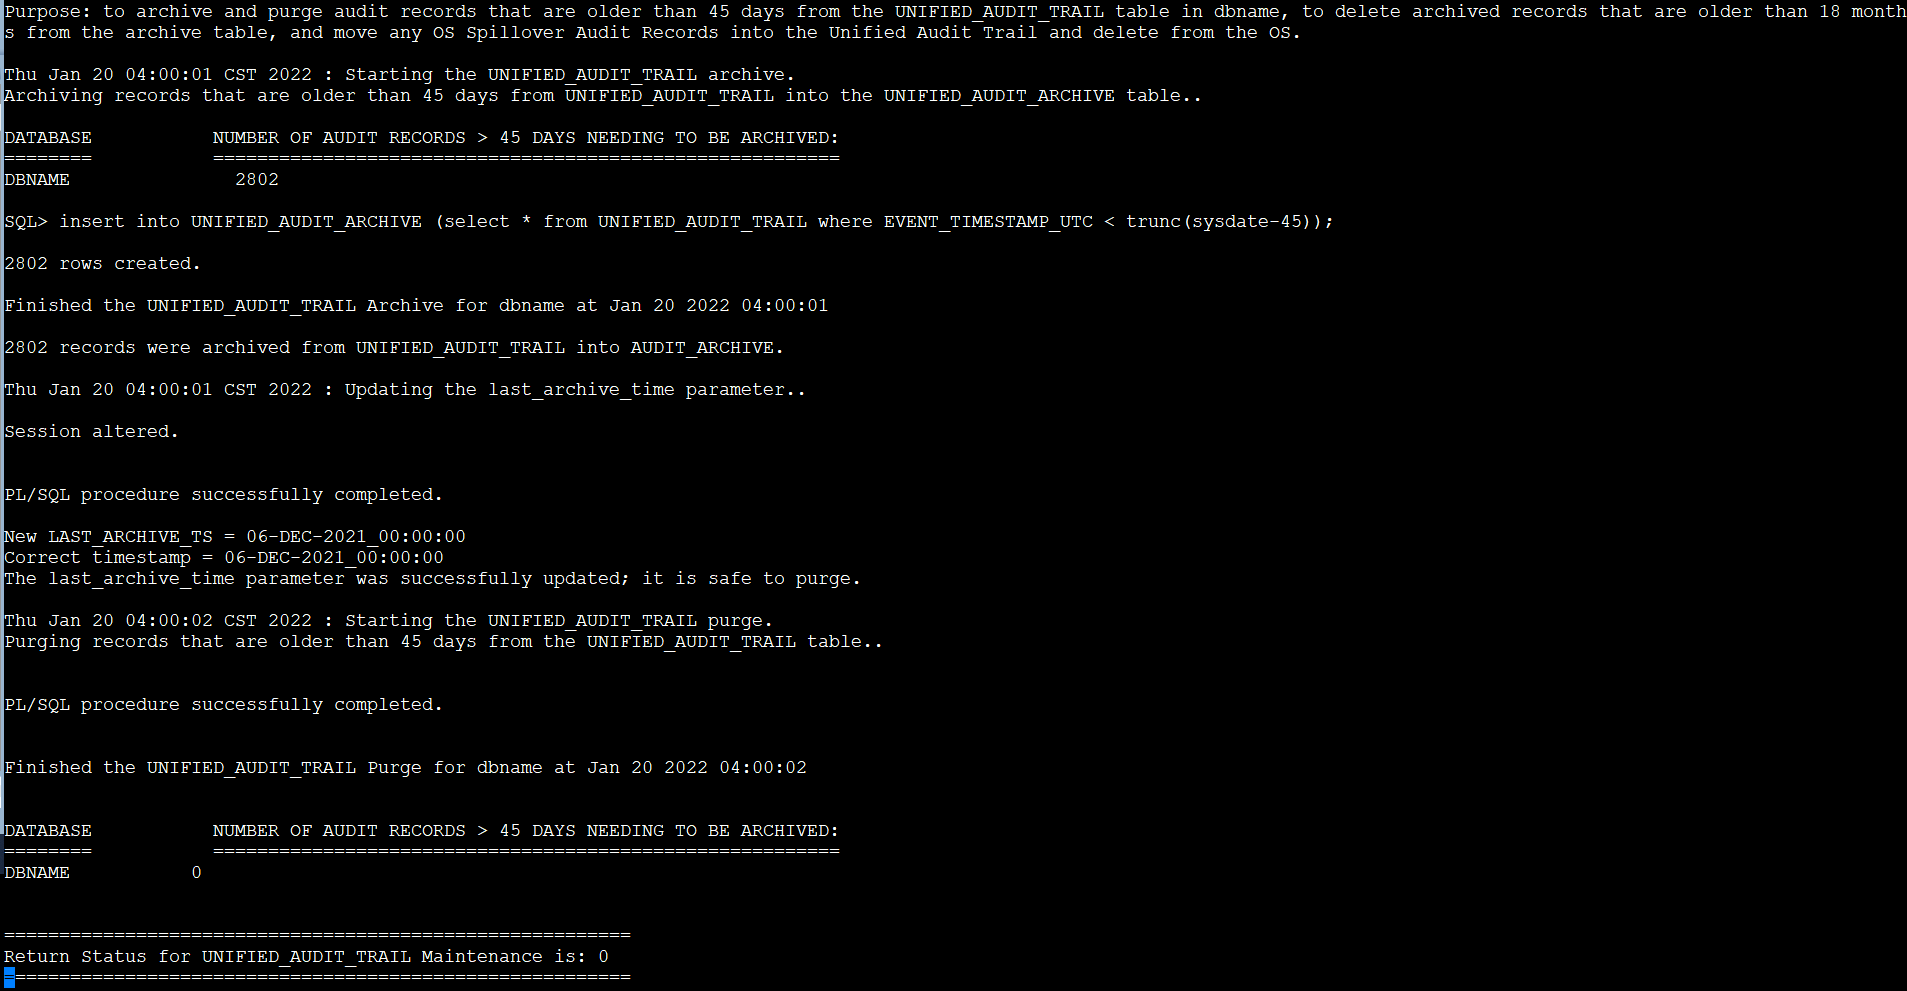 Purpose: to archive and purge audit records that are older than 45 days from the UNIFIED_AUDIT_TRAIL table in dbname, to delete archived records that are older than 18 month
s from the archive table, and move any OS Spillover Audit Records into the Unified Audit Trail and delete from the OS.
Thu Jan 20 04:00:01 CST 2022 : Starting the UNIFIED_AUDIT_TRAIL archive.
Archiving records that are older than 45 days from UNIFIED_AUDIT_TRAIL into the UNIFIED_AUDIT_ARCHIVE table..
DATABASE           NUMBER OF AUDIT RECORDS > 45 DAYS NEEDING TO BE ARCHIVED:
========           =========================================================
DBNAME               2802
SQL> insert into UNIFIED_AUDIT_ARCHIVE (select * from UNIFIED_AUDIT_TRAIL where EVENT_TIMESTAMP_UTC < trunc(sysdate-45));
2802 rows created.
Finished the UNIFIED_AUDIT_TRAIL Archive for dbname at Jan 20 2022 04:00:01
2802 records were archived from UNIFIED_AUDIT_TRAIL into AUDIT_ARCHIVE.
Thu Jan 20 04:00:01 CST 2022 : Updating the last_archive_time parameter..
Session altered.
PL/SQL procedure successfully completed.
New LAST_ARCHIVE_TS = 06-DEC-2021_00:00:00
Correct timestamp = 06-DEC-2021_00:00:00
The last_archive_time parameter was successfully updated; it is safe to purge.
Thu Jan 20 04:00:02 CST 2022 : Starting the UNIFIED_AUDIT_TRAIL purge.
Purging records that are older than 45 days from the UNIFIED_AUDIT_TRAIL table..
PL/SQL procedure successfully completed.
Finished the UNIFIED_AUDIT_TRAIL Purge for dbname at Jan 20 2022 04:00:02
DATABASE           NUMBER OF AUDIT RECORDS > 45 DAYS NEEDING TO BE ARCHIVED:
========           =========================================================
DBNAME           0
=========================================================
Return Status for UNIFIED_AUDIT_TRAIL Maintenance is: 0
=========================================================